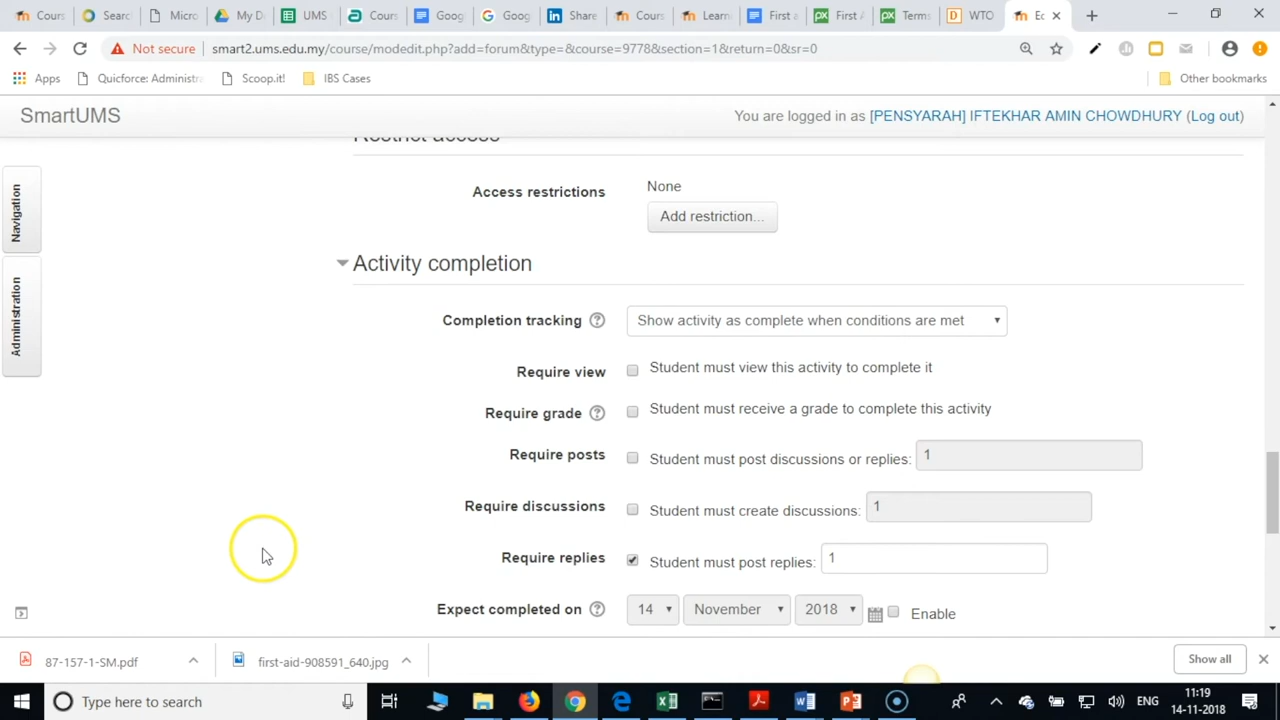 Cours
Searc
Micro
My D
UMS
Cours
Goog
Goog
Share
Cours
Learn
First a
First A
Terms
WTO
Ec
Not secure
smart2.ums.edu.my/course/modedit.php?add=forum&type=&course=9778&section=1&return=0&sr=0
Apps
Quicforce: Administra
Scoop.it!
IBS Cases
Other bookmarks
SmartUMS
You are logged in as [PENSYARAH] IFTEKHAR AMIN CHOWDHURY (Log out)
Navigation
Administration
Restrict access
Access restrictions
None
Add restriction...
Activity completion
Completion tracking
Show activity as complete when conditions are met
Require view
Student must view this activity to complete it
Require grade
Student must receive a grade to complete this activity
Require posts
Student must post discussions or replies: 1
Require discussions
Student must create discussions: 1
Require replies
Student must post replies: 1
Expect completed on
14 November 2018 Enable
87-157-1-SM.pdf
first-aid-908591_640.jpg
Show all
Type here to search
ENG
11:19
14-11-2018